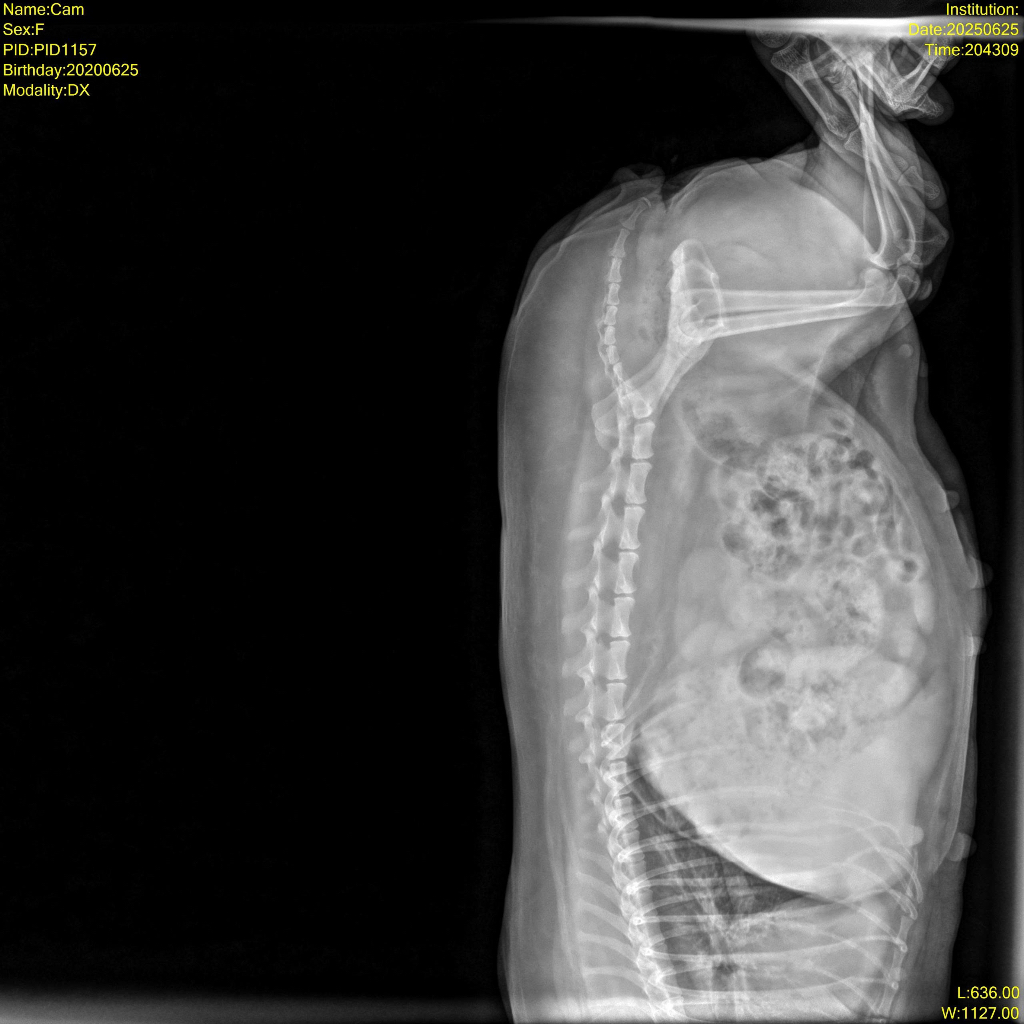 Name:Cam
Sex:F
PID:PID1157
Birthday:20200625
Modality:DX
Institution:
Date:20250625
Time:204309
L:636.00
W:1127.00